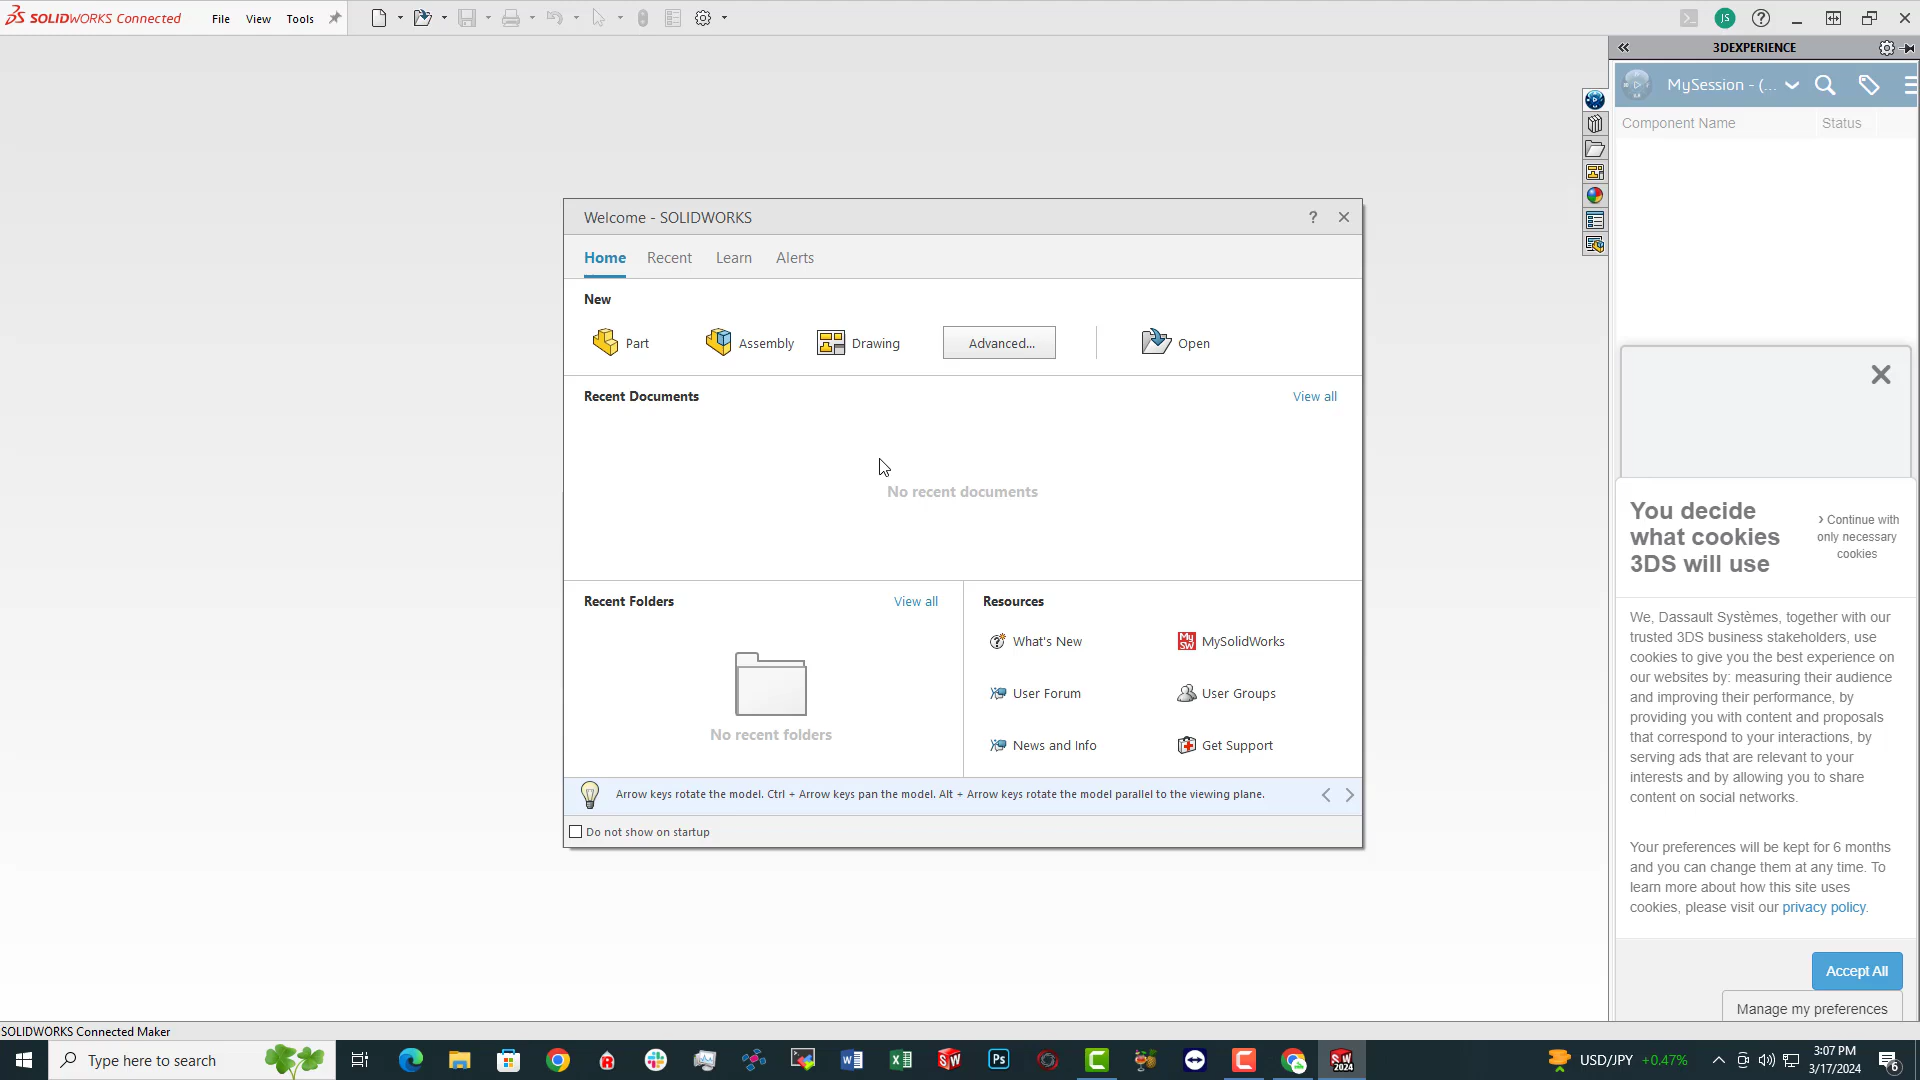 SOLIDWORKS Connected
File View Tools
JS
3DEXPERIENCE
MySession - (...
Component Name Status
Welcome - SOLIDWORKS
?
Home Recent Learn Alerts
New
Part Assembly Drawing Advanced... Open
Recent Documents View all
No recent documents
Recent Folders View all
No recent folders
Resources
What's New MySolidWorks
User Forum User Groups
News and Info Get Support
Arrow keys rotate the model. Ctrl + Arrow keys pan the model. Alt + Arrow keys rotate the model parallel to the viewing plane.
Do not show on startup
You decide
what cookies
3DS will use
› Continue with
only necessary
cookies
We, Dassault Systèmes, together with our
trusted 3DS business stakeholders, use
cookies to give you the best experience on
our websites by: measuring their audience
and improving their performance, by
providing you with content and proposals
that correspond to your interactions, by
serving ads that are relevant to your
interests and by allowing you to share
content on social networks.
Your preferences will be kept for 6 months
and you can change them at any time. To
learn more about how this site uses
cookies, please visit our privacy policy.
Accept All
Manage my preferences
SOLIDWORKS Connected Maker
Type here to search
USD/JPY +0.47%
3:07 PM
3/17/2024
6